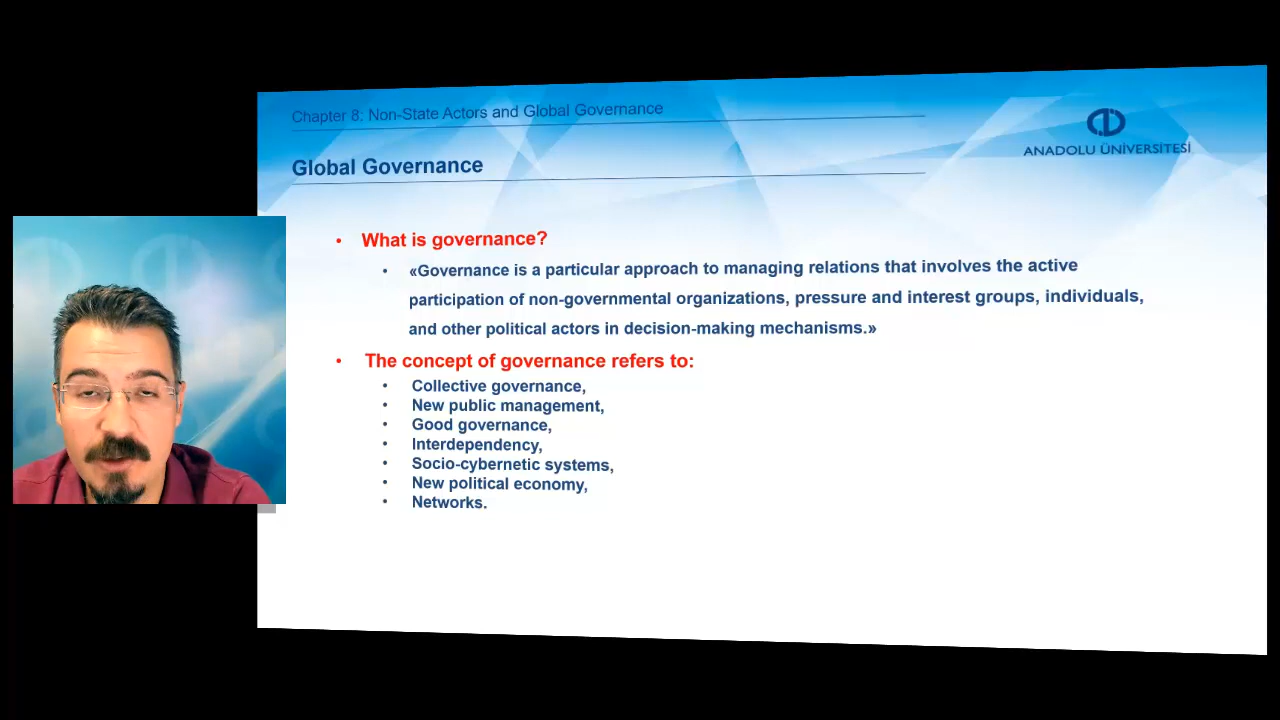 Chapter 8: Non-State Actors and Global Governance
ANADOLU ÜNİVERSİTESİ
Global Governance
• What is governance?
• «Governance is a particular approach to managing relations that involves the active
participation of non-governmental organizations, pressure and interest groups, individuals,
and other political actors in decision-making mechanisms.»
• The concept of governance refers to:
• Collective governance,
• New public management,
• Good governance,
• Interdependency,
• Socio-cybernetic systems,
• New political economy,
• Networks.